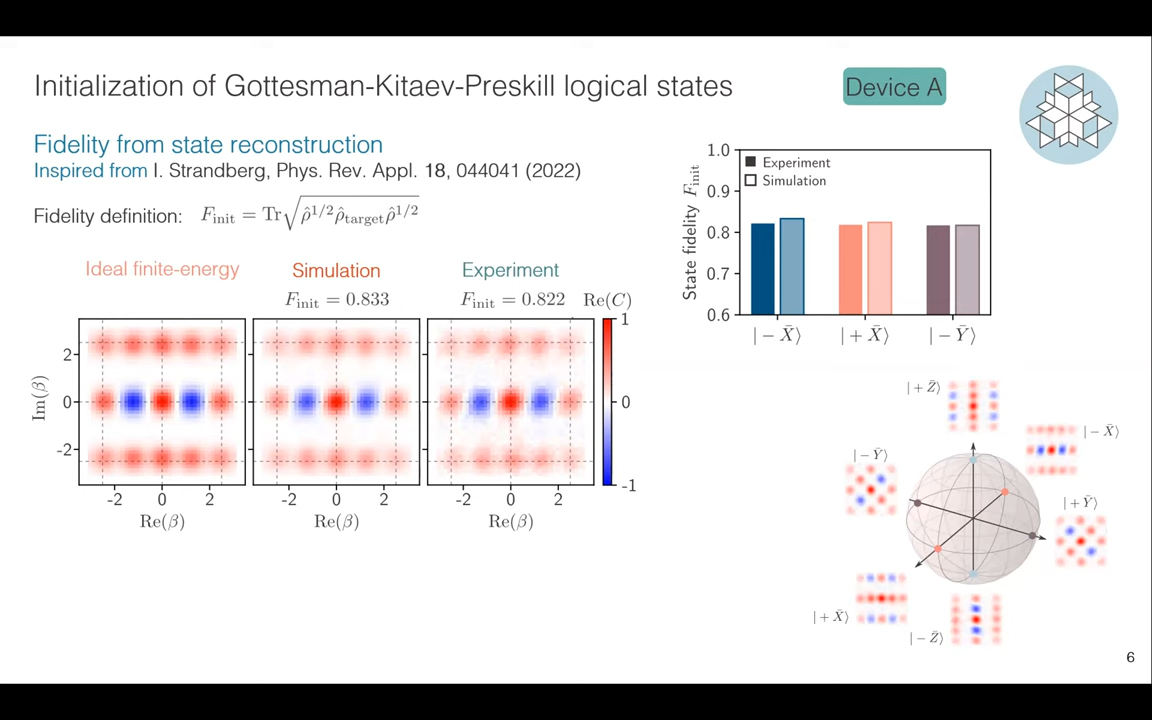 Initialization of Gottesman-Kitaev-Preskill logical states
Device A
Fidelity from state reconstruction
Inspired from I. Strandberg, Phys. Rev. Appl. 18, 044041 (2022)
Fidelity definition: F_init = Tr√(ρ̂^{1/2} ρ̂_target ρ̂^{1/2})
Ideal finite-energy
Simulation
F_init = 0.833
Experiment
F_init = 0.822
Re(C)
1
0
-1
Im(β)
2
0
-2
-2 0 2
Re(β)
-2 0 2
Re(β)
-2 0 2
Re(β)
State fidelity F_init
1.0
0.9
0.8
0.7
0.6
Experiment
Simulation
|−X̄⟩
|+X̄⟩
|−Ȳ⟩
|+Z̄⟩
|−X̄⟩
|−Ȳ⟩
|+Ȳ⟩
|+X̄⟩
|−Z̄⟩
6